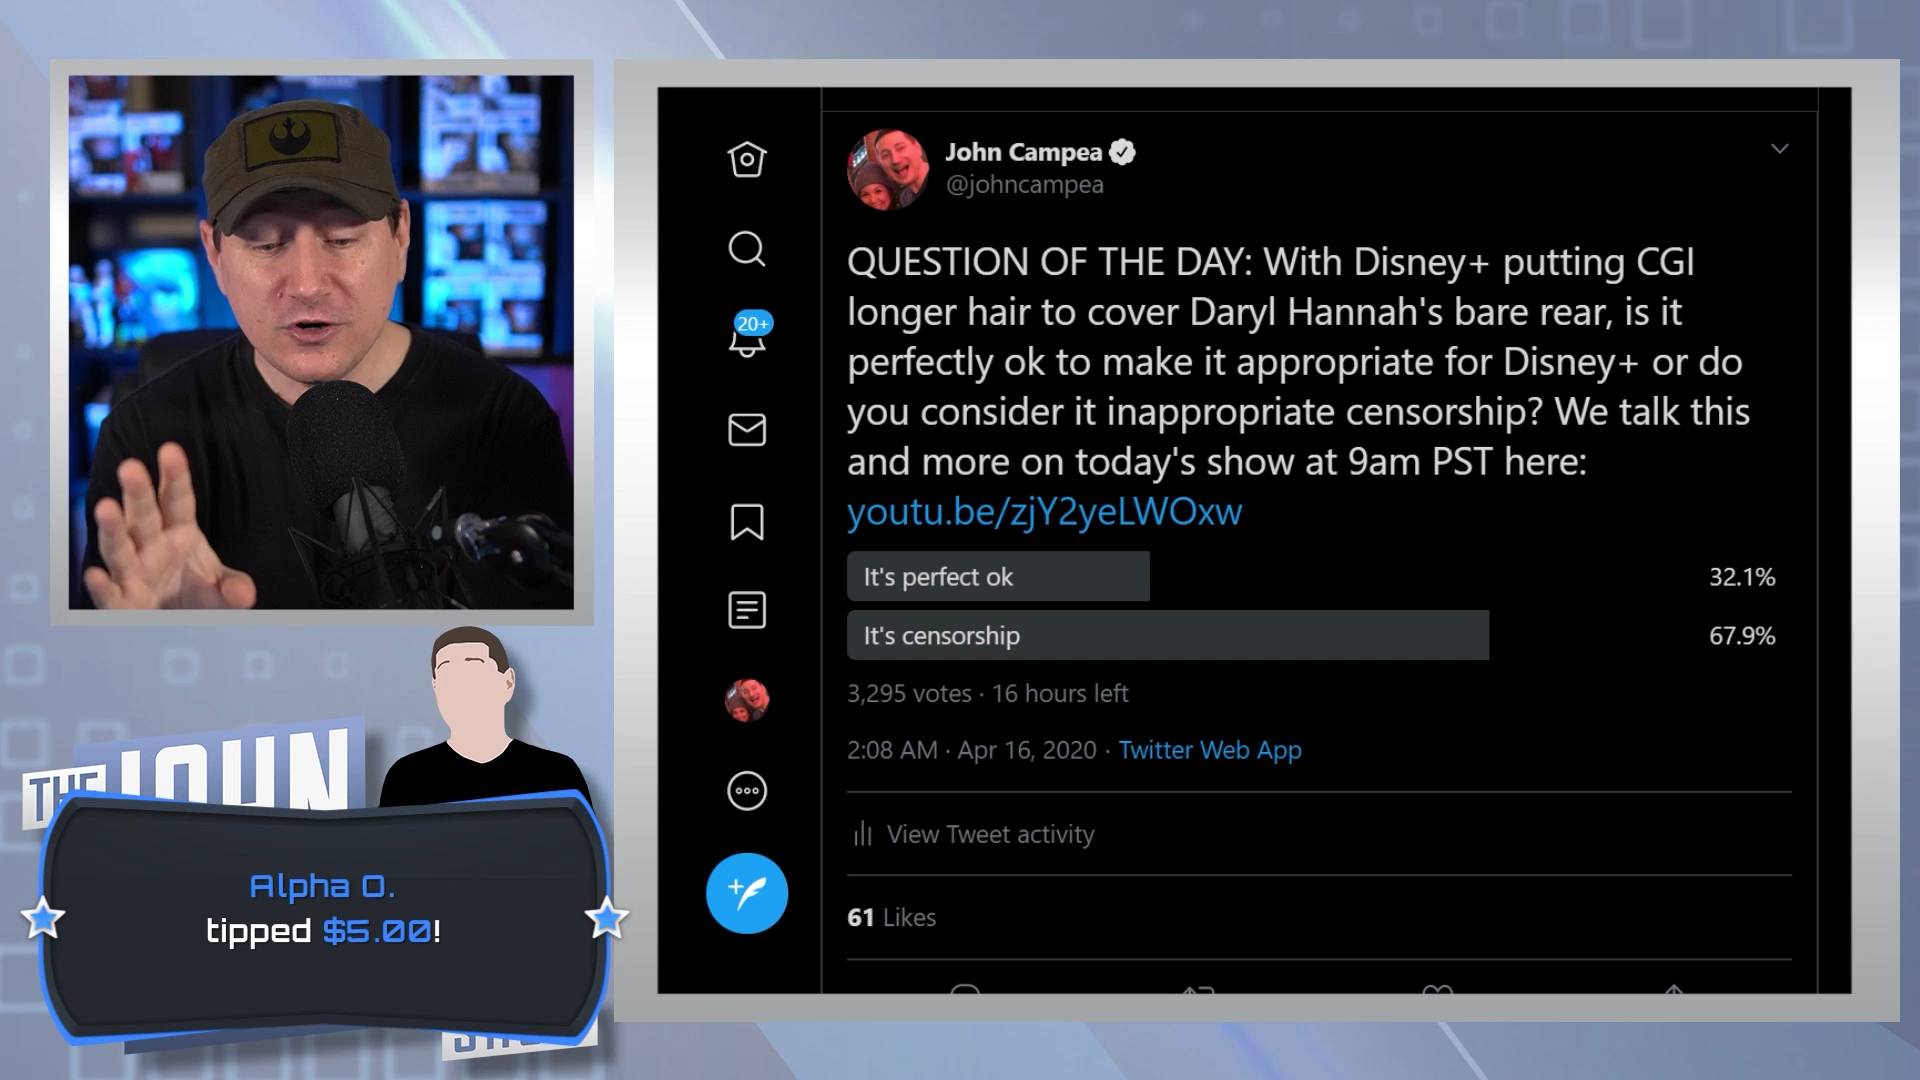 John Campea
@johncampea
QUESTION OF THE DAY: With Disney+ putting CGI
longer hair to cover Daryl Hannah's bare rear, is it
perfectly ok to make it appropriate for Disney+ or do
you consider it inappropriate censorship? We talk this
and more on today's show at 9am PST here:
youtu.be/zjY2yeLWOxw
It's perfect ok 32.1%
It's censorship 67.9%
3,295 votes · 16 hours left
2:08 AM · Apr 16, 2020 · Twitter Web App
View Tweet activity
61 Likes
20+
THE JOHN
Alpha O.
tipped $5.00!